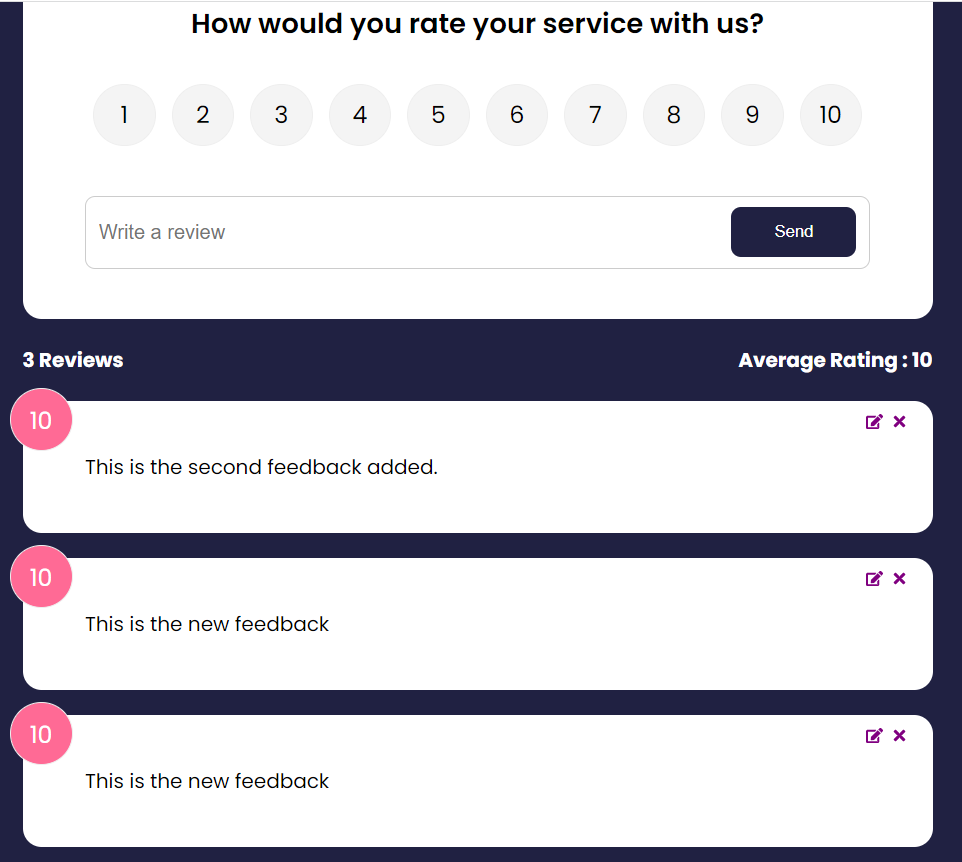 How would you rate your service with us?
1 2 3 4 5 6 7 8 9 10
Write a review Send
3 Reviews Average Rating : 10
10
This is the second feedback added.
10
This is the new feedback
10
This is the new feedback